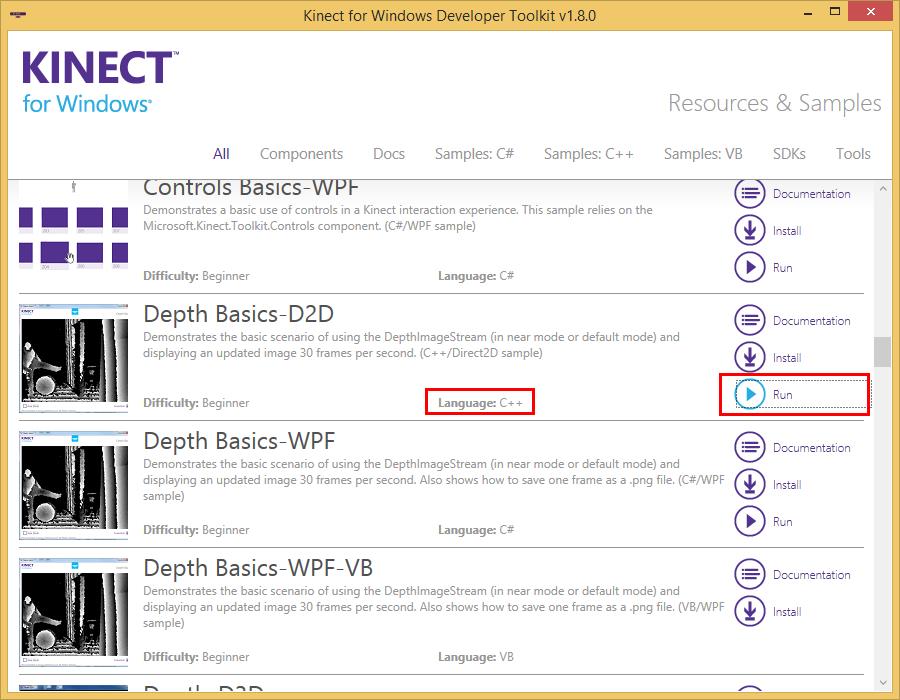 Kinect for Windows Developer Toolkit v1.8.0
KINECT™
for Windows®
Resources & Samples
All Components Docs Samples: C# Samples: C++ Samples: VB SDKs Tools
Controls Basics-WPF
Demonstrates a basic use of controls in a Kinect interaction experience. This sample relies on the
Microsoft.Kinect.Toolkit.Controls component. (C#/WPF sample)
Difficulty: Beginner Language: C#
Documentation
Install
Run
Depth Basics-D2D
Demonstrates the basic scenario of using the DepthImageStream (in near mode or default mode) and
displaying an updated image 30 frames per second. (C++/Direct2D sample)
Difficulty: Beginner Language: C++
Documentation
Install
Run
Depth Basics-WPF
Demonstrates the basic scenario of using the DepthImageStream (in near mode or default mode) and
displaying an updated image 30 frames per second. Also shows how to save one frame as a .png file. (C#/WPF
sample)
Difficulty: Beginner Language: C#
Documentation
Install
Run
Depth Basics-WPF-VB
Demonstrates the basic scenario of using the DepthImageStream (in near mode or default mode) and
displaying an updated image 30 frames per second. Also shows how to save one frame as a .png file. (VB/WPF
sample)
Difficulty: Beginner Language: VB
Documentation
Install
Depth D2D